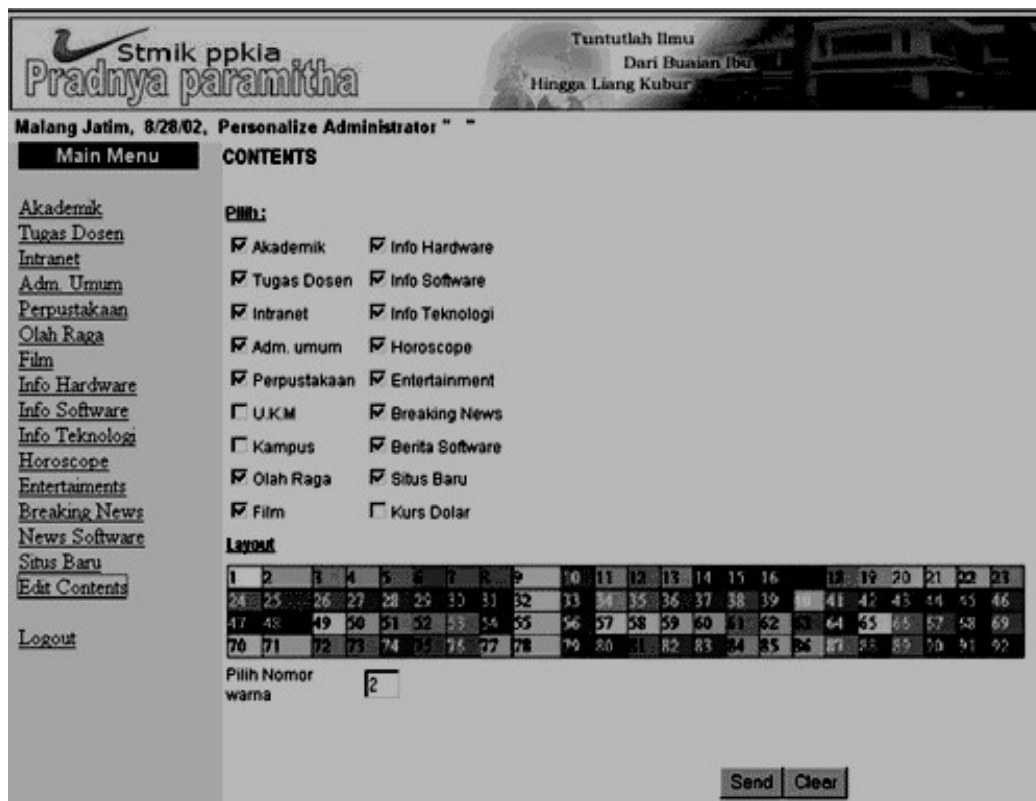 Stmik ppkia
Pradnya paramitha
Tuntutlah Ilmu
Dari Buaian Ibu
Hingga Liang Kubur
Malang Jatim, 8/28/02, Personalize Administrator " "
Main Menu
CONTENTS
Akademik
Tugas Dosen
Intranet
Adm. Umum
Perpustakaan
Olah Raga
Film
Info Hardware
Info Software
Info Teknologi
Horoscope
Entertaiments
Breaking News
News Software
Situs Baru
Edit Contents
Logout
Pilih :
Akademik Info Hardware
Tugas Dosen Info Software
Intranet Info Teknologi
Adm. umum Horoscope
Perpustakaan Entertainment
U.K.M Breaking News
Kampus Berita Software
Olah Raga Situs Baru
Film Kurs Dolar
Layout
1 2 3 4 5 6 7 8 9 10 11 12 13 14 15 16 18 19 20 21 22 23
24 25 26 27 28 29 30 31 32 33 34 35 36 37 38 39 41 42 43 44 45 46
47 48 49 50 51 52 53 54 55 56 57 58 59 60 61 62 63 64 65 66 67 68 69
70 71 72 73 74 75 76 77 78 79 80 81 82 83 84 85 86 87 88 89 90 91 92
Pilih Nomor
warna
2
Send Clear